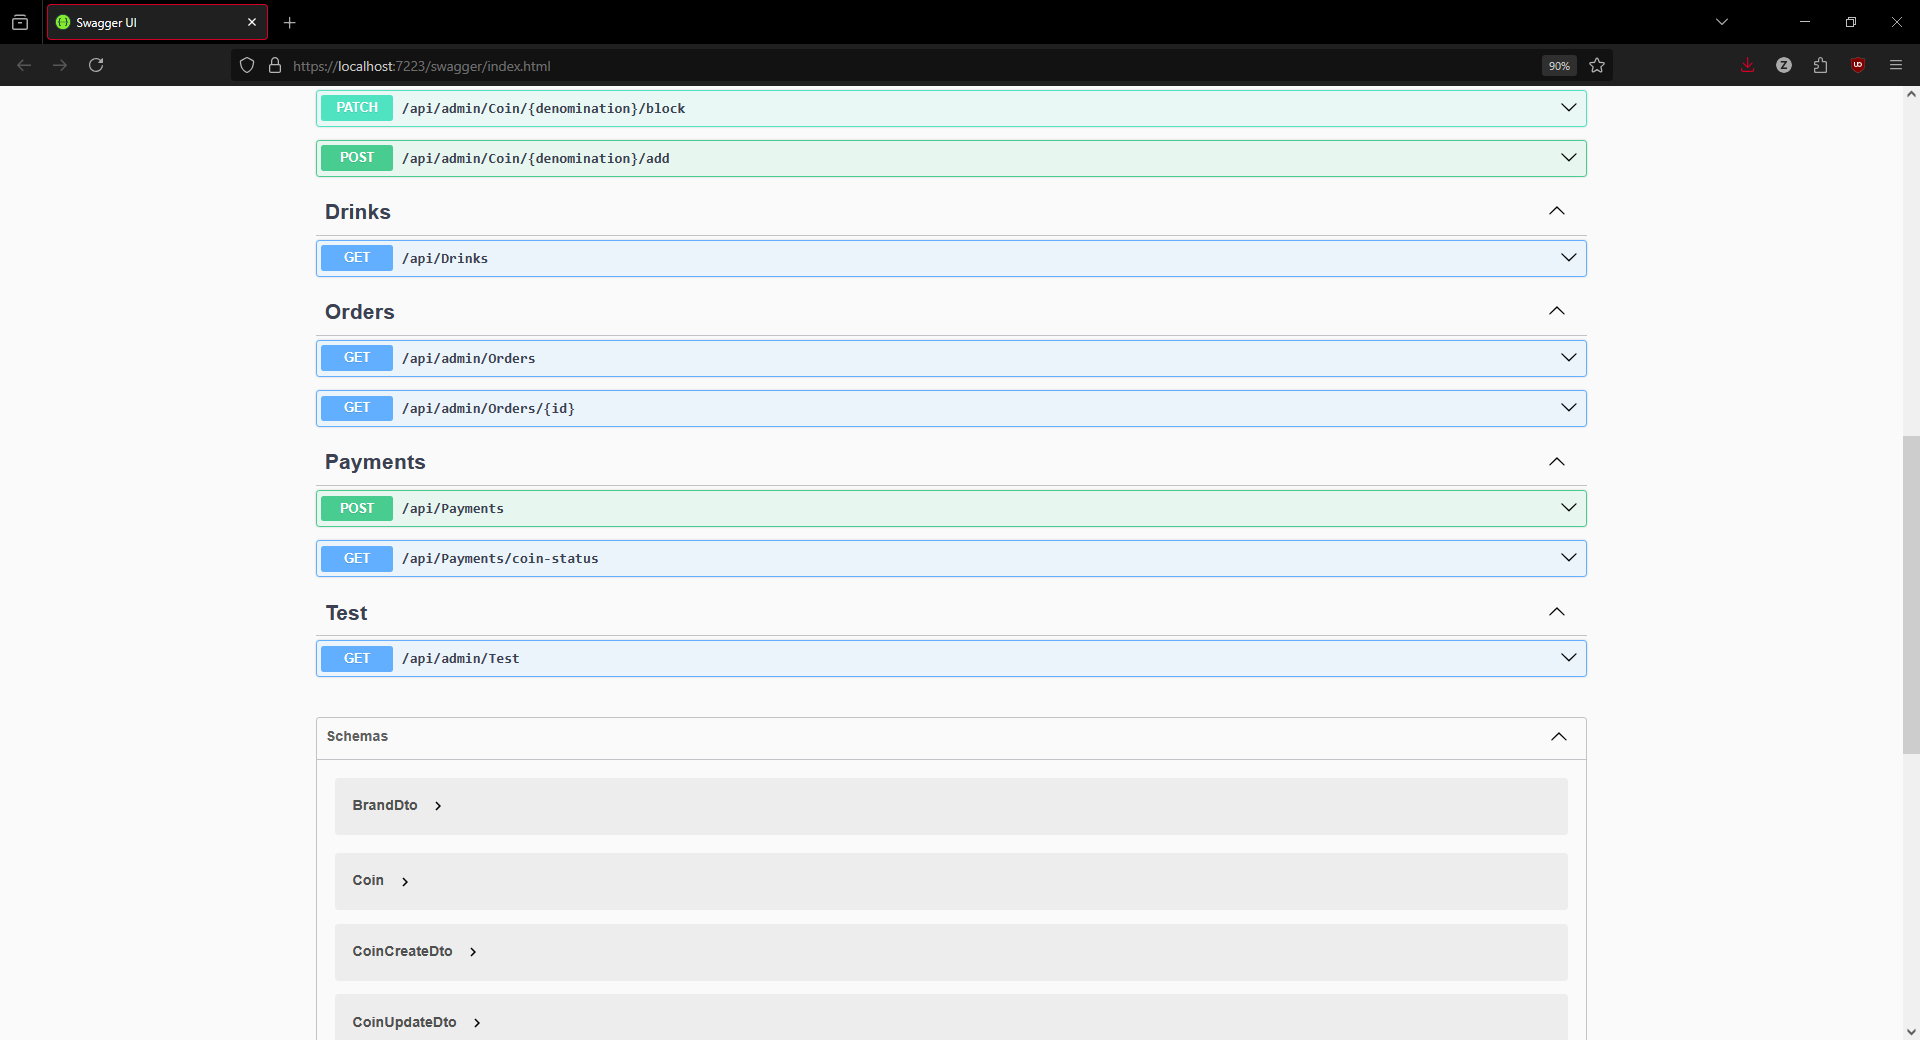 Swagger UI
https://localhost:7223/swagger/index.html
90%
Z
PATCH /api/admin/Coin/{denomination}/block
POST /api/admin/Coin/{denomination}/add
Drinks
GET /api/Drinks
Orders
GET /api/admin/Orders
GET /api/admin/Orders/{id}
Payments
POST /api/Payments
GET /api/Payments/coin-status
Test
GET /api/admin/Test
Schemas
BrandDto
Coin
CoinCreateDto
CoinUpdateDto